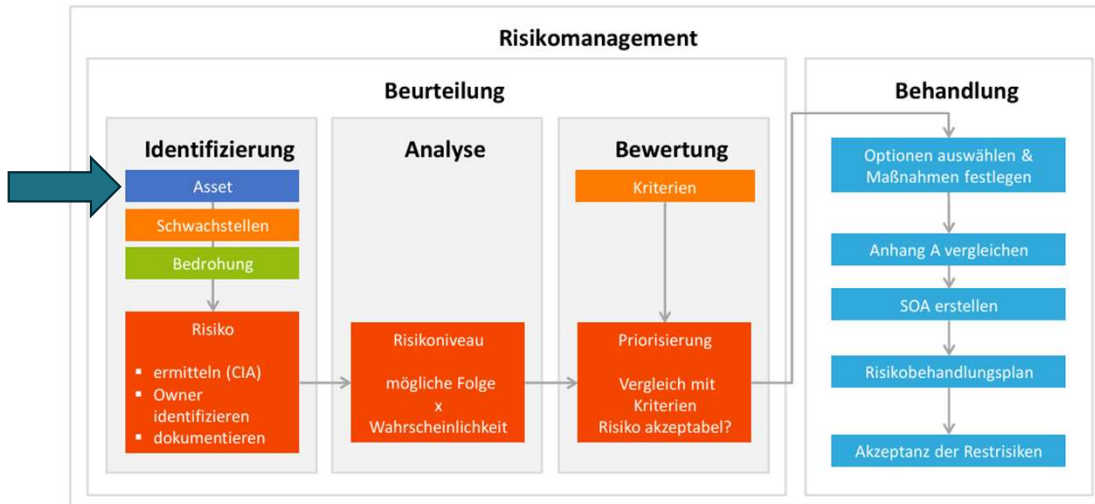 Risikomanagement
Beurteilung
Identifizierung
Asset
Schwachstellen
Bedrohung
Risiko
▪ ermitteln (CIA)
▪ Owner
identifizieren
▪ dokumentieren
Analyse
Risikoniveau
mögliche Folge
x
Wahrscheinlichkeit
Bewertung
Kriterien
Priorisierung
Vergleich mit
Kriterien
Risiko akzeptabel?
Behandlung
Optionen auswählen &
Maßnahmen festlegen
Anhang A vergleichen
SOA erstellen
Risikobehandlungsplan
Akzeptanz der Restrisiken